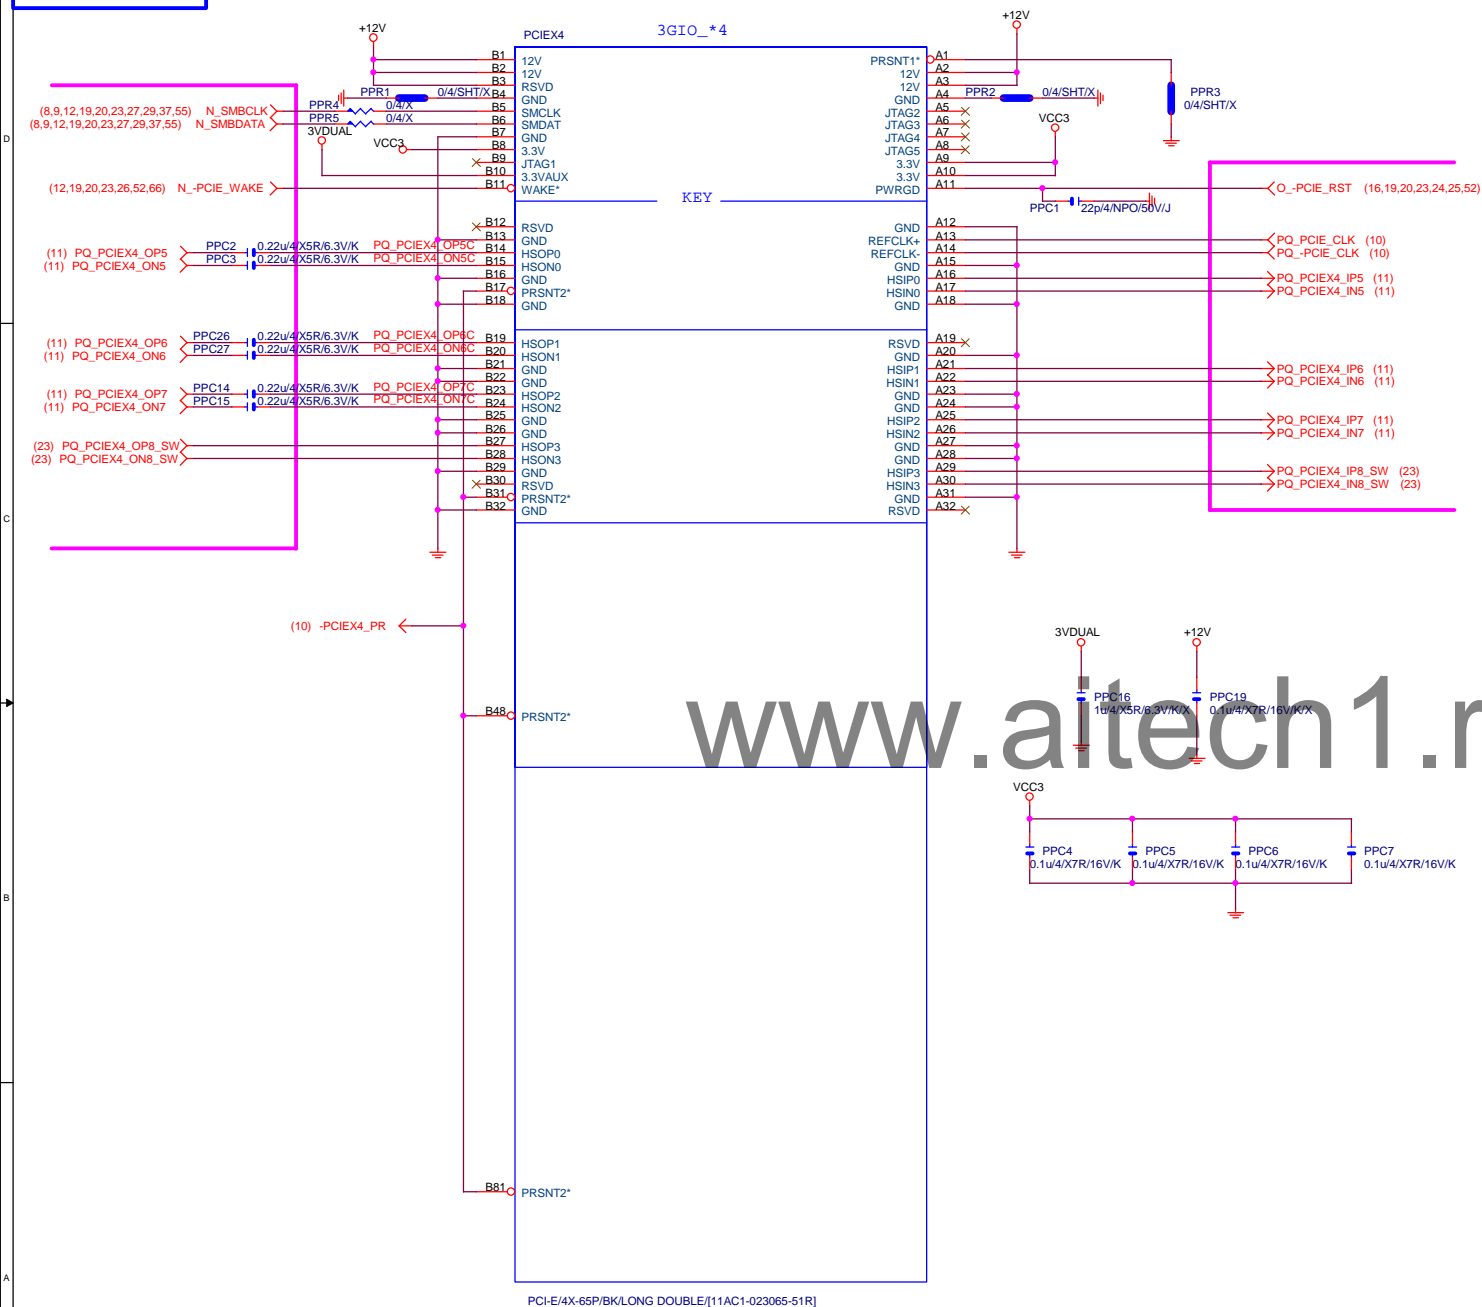 +12V
PCIEX4
3GIO_*4
+12V
B1 12V
B2 12V
B3 RSVD
PPR1 0/4/SHT/X B4 GND
(8,9,12,19,20,23,27,29,37,55) N_SMBCLK PPR4 0/4/X B5 SMCLK
(8,9,12,19,20,23,27,29,37,55) N_SMBDATA PPR5 0/4/X B6 SMDAT
3VDUAL
B7 GND
VCC3 B8 3.3V
B9 JTAG1
B10 3.3VAUX
(12,19,20,23,26,52,66) N_-PCIE_WAKE B11 WAKE*
PRSNT1* A1
12V A2
12V A3
GND A4 PPR2 0/4/SHT/X
PPR3
0/4/SHT/X
JTAG2 A5
JTAG3 A6
JTAG4 A7
JTAG5 A8
VCC3
3.3V A9
3.3V A10
PWRGD A11 O_-PCIE_RST (16,19,20,23,24,25,52)
PPC1 22p/4/NPO/50V/J
KEY
B12 RSVD
B13 GND
(11) PQ_PCIEX4_OP5 PPC2 0.22u/4/X5R/6.3V/K PQ_PCIEX4_OP5C B14 HSOP0
(11) PQ_PCIEX4_ON5 PPC3 0.22u/4/X5R/6.3V/K PQ_PCIEX4_ON5C B15 HSON0
B16 GND
B17 PRSNT2*
B18 GND
GND A12
REFCLK+ A13 PQ_PCIE_CLK (10)
REFCLK- A14 PQ_-PCIE_CLK (10)
GND A15
HSIP0 A16 PQ_PCIEX4_IP5 (11)
HSIN0 A17 PQ_PCIEX4_IN5 (11)
GND A18
(11) PQ_PCIEX4_OP6 PPC26 0.22u/4/X5R/6.3V/K PQ_PCIEX4_OP6C B19 HSOP1
(11) PQ_PCIEX4_ON6 PPC27 0.22u/4/X5R/6.3V/K PQ_PCIEX4_ON6C B20 HSON1
B21 GND
B22 GND
(11) PQ_PCIEX4_OP7 PPC14 0.22u/4/X5R/6.3V/K PQ_PCIEX4_OP7C B23 HSOP2
(11) PQ_PCIEX4_ON7 PPC15 0.22u/4/X5R/6.3V/K PQ_PCIEX4_ON7C B24 HSON2
B25 GND
B26 GND
(23) PQ_PCIEX4_OP8_SW B27 HSOP3
(23) PQ_PCIEX4_ON8_SW B28 HSON3
B29 GND
B30 RSVD
B31 PRSNT2*
B32 GND
RSVD A19
GND A20
HSIP1 A21 PQ_PCIEX4_IP6 (11)
HSIN1 A22 PQ_PCIEX4_IN6 (11)
GND A23
GND A24
HSIP2 A25 PQ_PCIEX4_IP7 (11)
HSIN2 A26 PQ_PCIEX4_IN7 (11)
GND A27
GND A28
HSIP3 A29 PQ_PCIEX4_IP8_SW (23)
HSIN3 A30 PQ_PCIEX4_IN8_SW (23)
GND A31
RSVD A32
(10) -PCIEX4_PR
B48 PRSNT2*
B81 PRSNT2*
3VDUAL
PPC16
1u/4/X5R/6.3V/K/X
+12V
PPC19
0.1u/4/X7R/16V/K/X
www.aitech1.r
VCC3
PPC4
0.1u/4/X7R/16V/K
PPC5
0.1u/4/X7R/16V/K
PPC6
0.1u/4/X7R/16V/K
PPC7
0.1u/4/X7R/16V/K
PCI-E/4X-65P/BK/LONG DOUBLE/[11AC1-023065-51R]
D
C
B
A